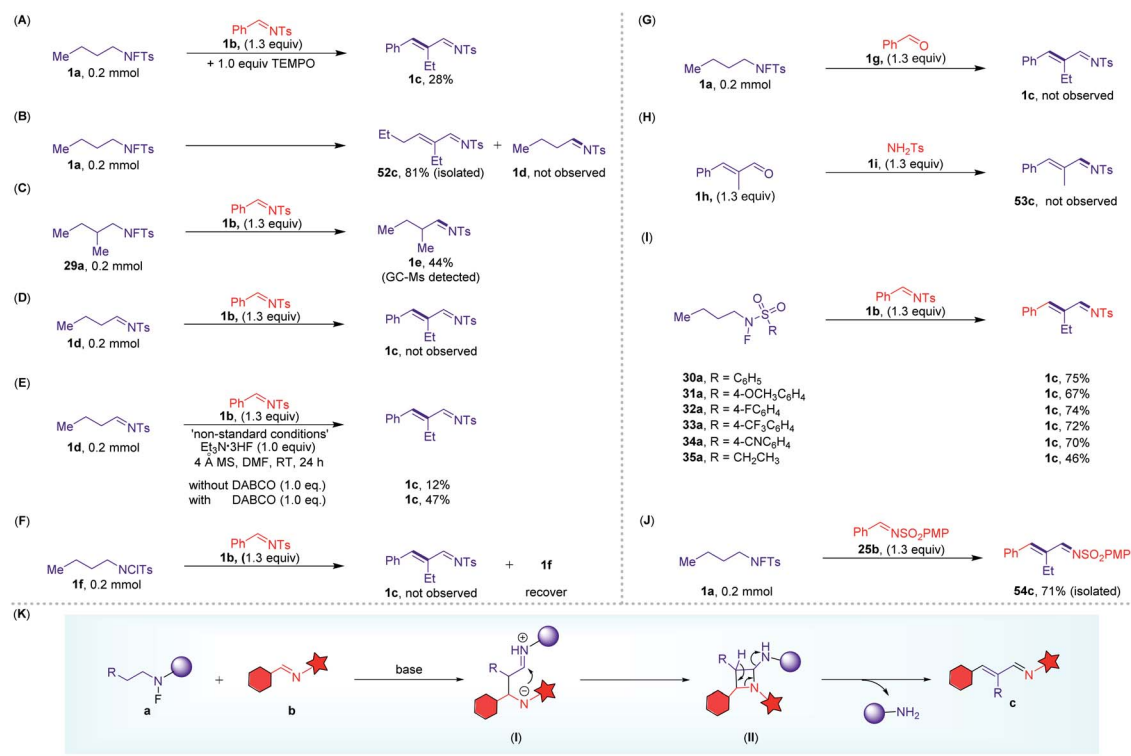 (A)
Ph NTs
1b, (1.3 equiv)
Me NFTs
+ 1.0 equiv TEMPO
Ph NTs
Et
1a, 0.2 mmol
1c, 28%
(B)
Me NFTs
1a, 0.2 mmol
Et
NTs
Et
+
Me NTs
52c, 81% (isolated)
1d, not observed
(C)
Ph NTs
1b, (1.3 equiv)
Me NFTs
Me
29a, 0.2 mmol
Me NTs
Me
1e, 44%
(GC-Ms detected)
(D)
Ph NTs
1b, (1.3 equiv)
Me NTs
1d, 0.2 mmol
Ph NTs
Et
1c, not observed
(E)
Ph NTs
1b, (1.3 equiv)
Me NTs
1d, 0.2 mmol
'non-standard conditions'
Et3N•3HF (1.0 equiv)
4 Å MS, DMF, RT, 24 h
Ph NTs
Et
without DABCO (1.0 eq.) 1c, 12%
with DABCO (1.0 eq.) 1c, 47%
(F)
Ph NTs
1b, (1.3 equiv)
Me NClTs
1f, 0.2 mmol
Ph NTs
Et
+ 1f
1c, not observed
recover
(G)
Ph O
1g, (1.3 equiv)
Me NFTs
1a, 0.2 mmol
Ph NTs
Et
1c, not observed
(H)
NH2Ts
1i, (1.3 equiv)
Ph O
1h, (1.3 equiv)
Ph NTs
53c, not observed
(I)
Ph NTs
1b, (1.3 equiv)
O O
Me N S
F R
Ph NTs
Et
30a, R = C6H5 1c, 75%
31a, R = 4-OCH3C6H4 1c, 67%
32a, R = 4-FC6H4 1c, 74%
33a, R = 4-CF3C6H4 1c, 72%
34a, R = 4-CNC6H4 1c, 70%
35a, R = CH2CH3 1c, 46%
(J)
Ph NSO2PMP
25b, (1.3 equiv)
Me NFTs
1a, 0.2 mmol
Ph NSO2PMP
Et
54c, 71% (isolated)
(K)
R N
F
a
+
N
b
base
⊕
HN
R
⊖
N
(I)
R H H
N
N
(II)
NH2
N
R
c